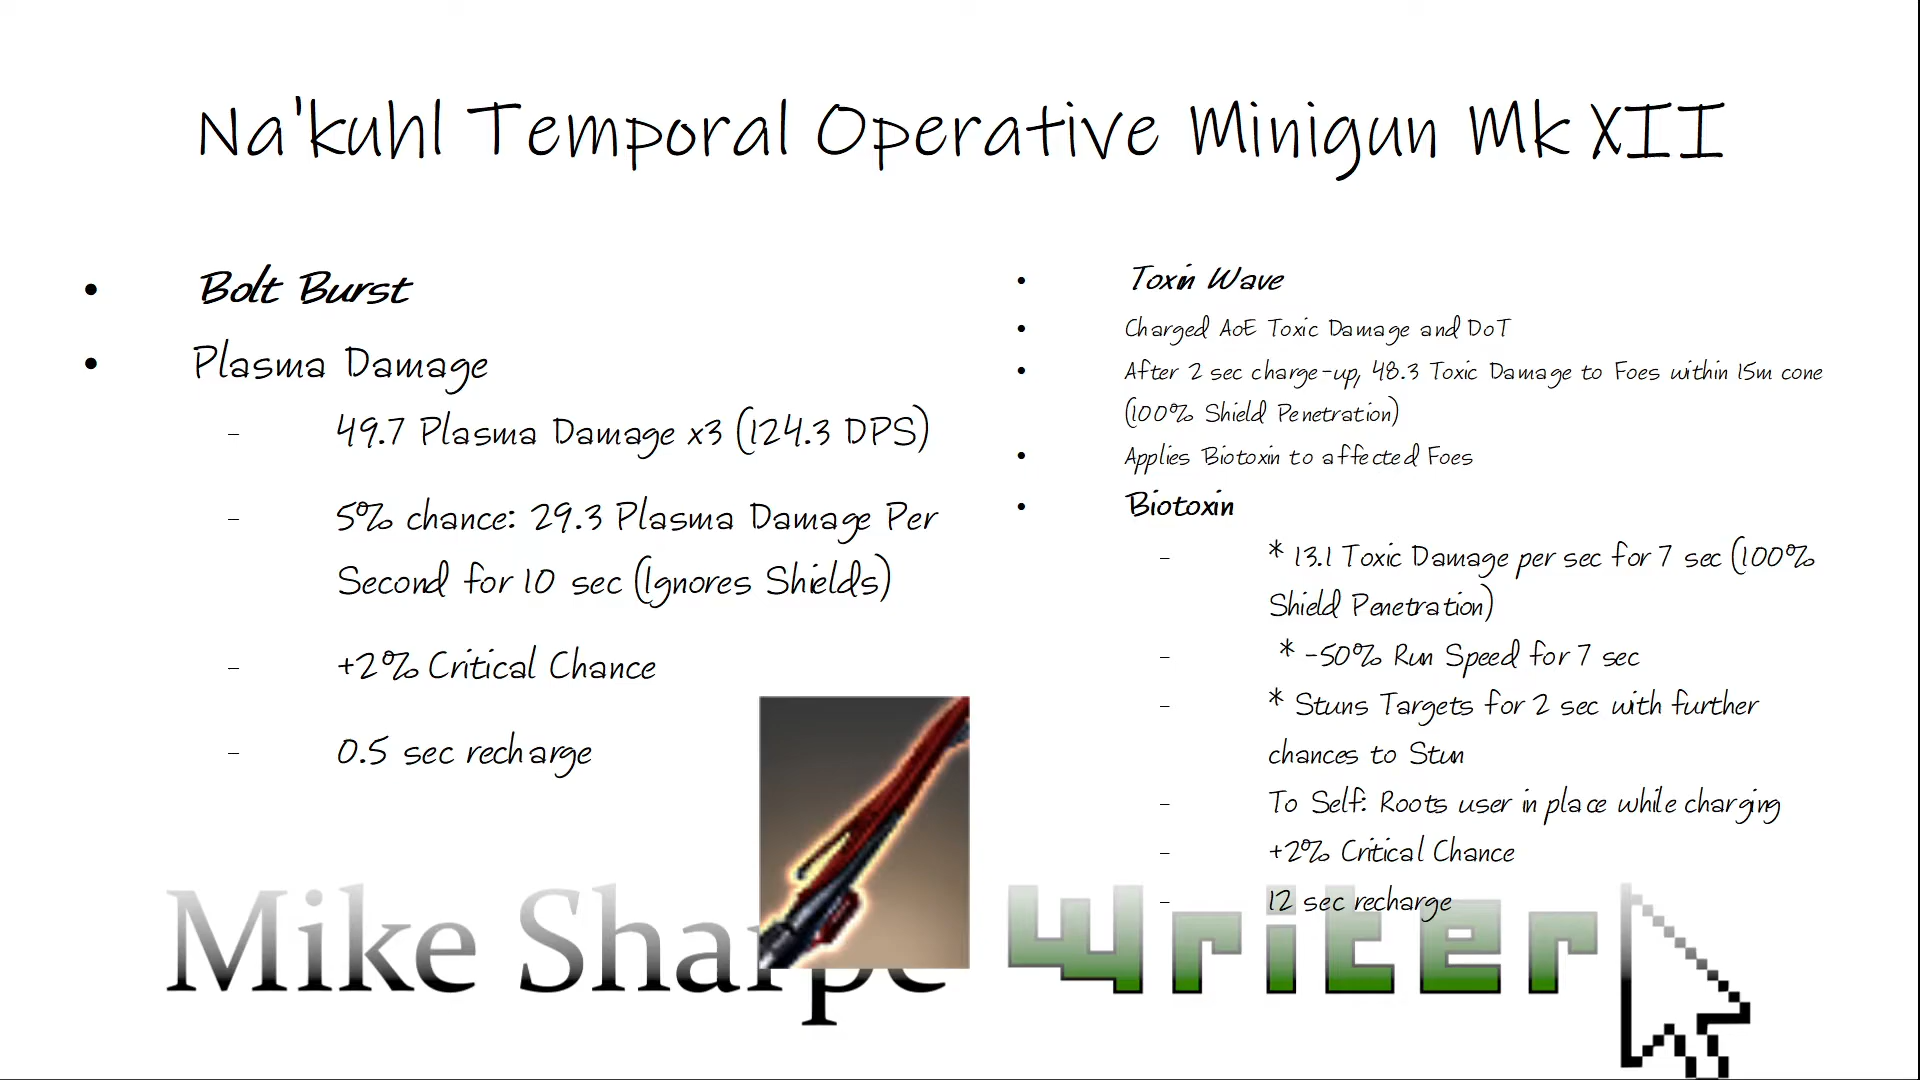 Na'kuhl Temporal Operative Minigun Mk XII
Bolt Burst
Plasma Damage
49.7 Plasma Damage x3 (124.3 DPS)
5% chance: 29.3 Plasma Damage Per
Second for 10 sec (Ignores Shields)
+2% Critical Chance
0.5 sec recharge
Toxin Wave
Charged AoE Toxic Damage and DoT
After 2 sec charge-up, 48.3 Toxic Damage to Foes within 15m cone
(100% Shield Penetration)
Applies Biotoxin to affected Foes
Biotoxin
* 13.1 Toxic Damage per sec for 7 sec (100%
Shield Penetration)
* -50% Run Speed for 7 sec
* Stuns Targets for 2 sec with further
chances to Stun
To Self: Roots user in place while charging
+2% Critical Chance
12 sec recharge
Mike Sharpe Writer